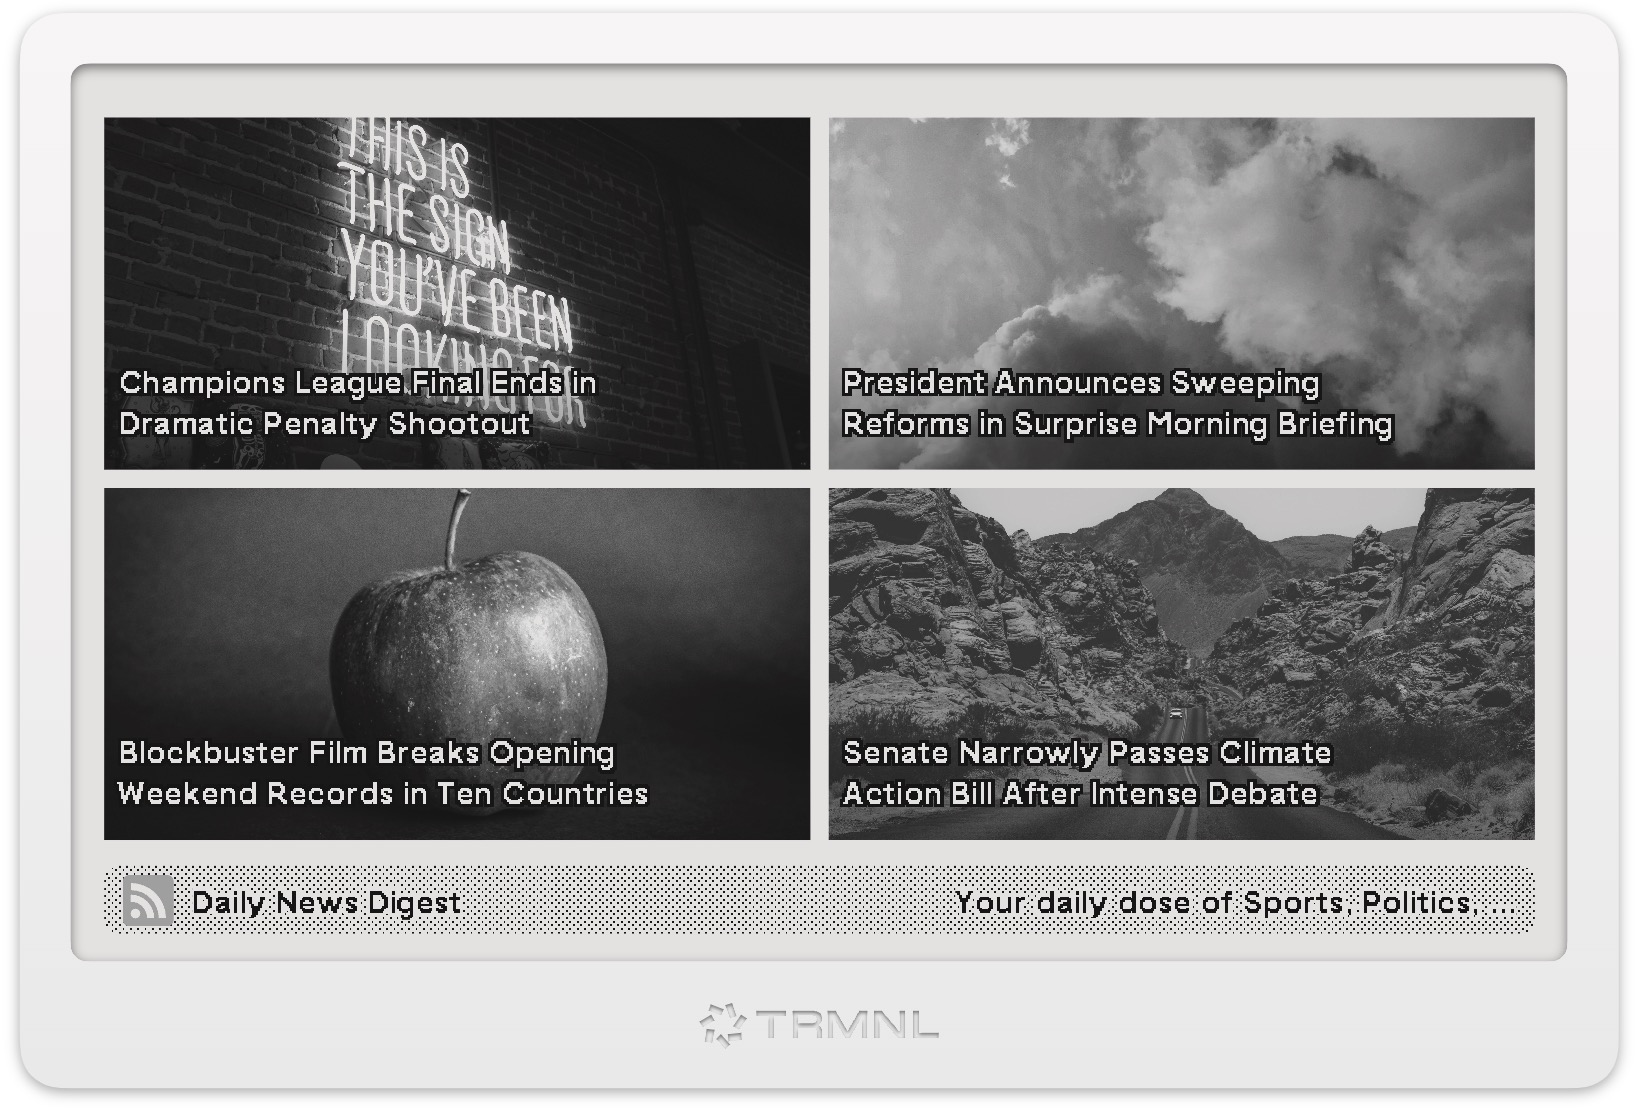 THIS IS
THE SIGN
YOU'VE BEEN
LOOKING FOR
Champions League Final Ends in
Dramatic Penalty Shootout
President Announces Sweeping
Reforms in Surprise Morning Briefing
Blockbuster Film Breaks Opening
Weekend Records in Ten Countries
Senate Narrowly Passes Climate
Action Bill After Intense Debate
Daily News Digest
Your daily dose of Sports, Politics, ...
TRMNL